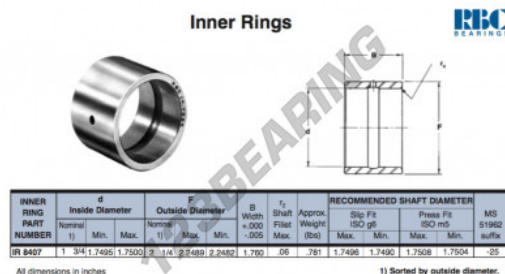 Inner Rings
RBC
BEARINGS
B
r₂
d
F
123BEARING
INNER RING PART NUMBER
d
Inside Diameter
Nominal 1)
Min.
Max.
F
Outside Diameter
Nominal 1)
Max.
Min.
B
Width
+.000
-.005
r₂
Shaft
Fillet
Max.
Approx.
Weight
(lbs)
RECOMMENDED SHAFT DIAMETER
Slip Fit
ISO g6
Max.
Min.
Press Fit
ISO m5
Max.
Min.
MS
51962
suffix
IR 8407 1 3/4 1.7495 1.7500 2 1/4 2.2489 2.2482 1.760 .06 .781 1.7496 1.7490 1.7508 1.7504 -25
All dimensions in inches
1) Sorted by outside diameter.